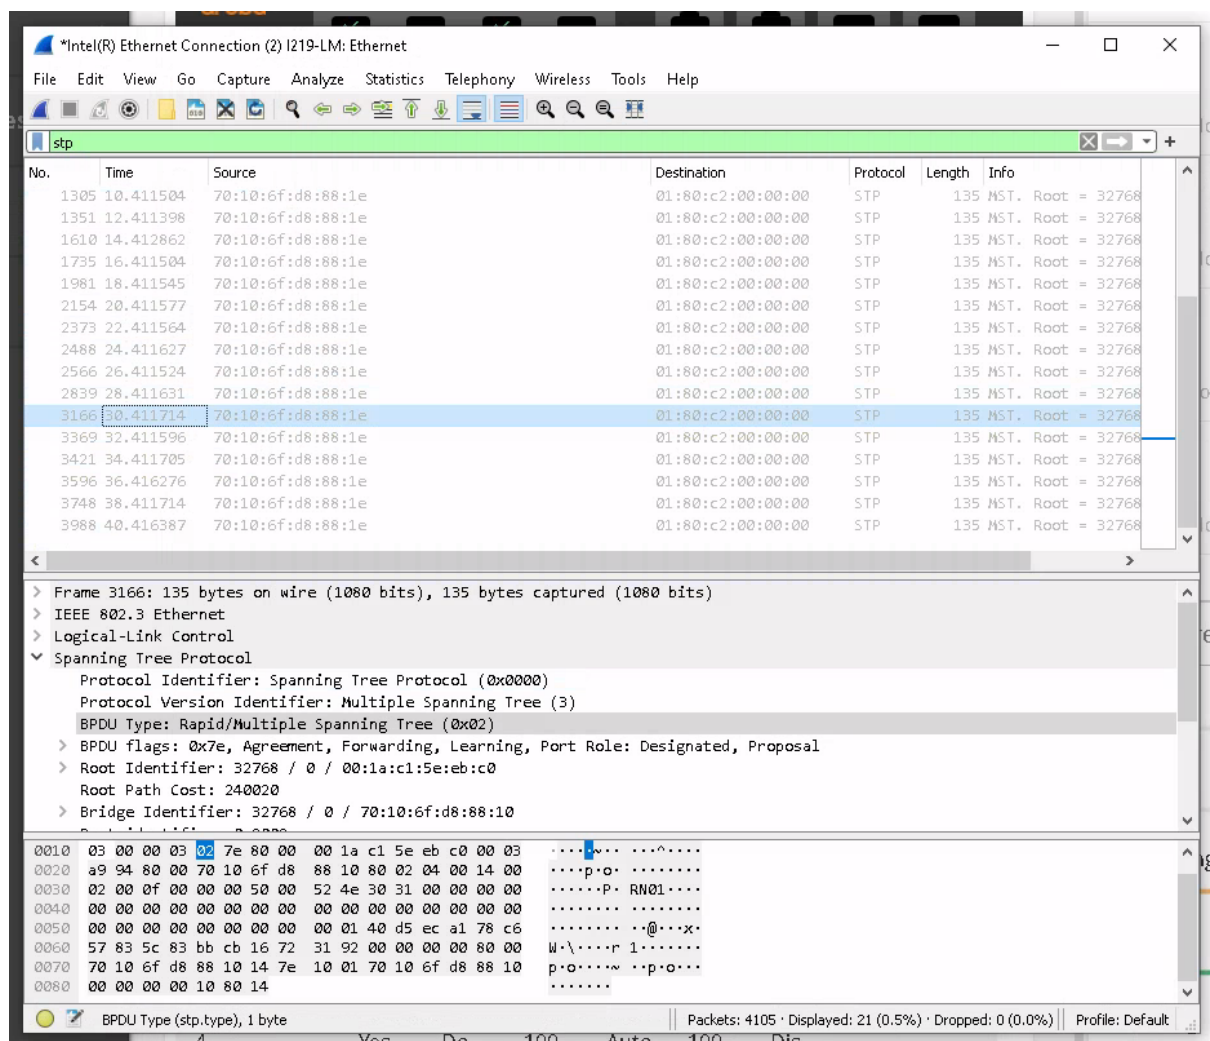 *Intel(R) Ethernet Connection (2) I219-LM: Ethernet
File Edit View Go Capture Analyze Statistics Telephony Wireless Tools Help
stp
No. Time Source Destination Protocol Length Info
1305 10.411504 70:10:6f:d8:88:1e 01:80:c2:00:00:00 STP 135 MST. Root = 32768
1351 12.411398 70:10:6f:d8:88:1e 01:80:c2:00:00:00 STP 135 MST. Root = 32768
1610 14.412862 70:10:6f:d8:88:1e 01:80:c2:00:00:00 STP 135 MST. Root = 32768
1735 16.411504 70:10:6f:d8:88:1e 01:80:c2:00:00:00 STP 135 MST. Root = 32768
1981 18.411545 70:10:6f:d8:88:1e 01:80:c2:00:00:00 STP 135 MST. Root = 32768
2154 20.411577 70:10:6f:d8:88:1e 01:80:c2:00:00:00 STP 135 MST. Root = 32768
2373 22.411564 70:10:6f:d8:88:1e 01:80:c2:00:00:00 STP 135 MST. Root = 32768
2488 24.411627 70:10:6f:d8:88:1e 01:80:c2:00:00:00 STP 135 MST. Root = 32768
2566 26.411524 70:10:6f:d8:88:1e 01:80:c2:00:00:00 STP 135 MST. Root = 32768
2839 28.411631 70:10:6f:d8:88:1e 01:80:c2:00:00:00 STP 135 MST. Root = 32768
3166 30.411714 70:10:6f:d8:88:1e 01:80:c2:00:00:00 STP 135 MST. Root = 32768
3369 32.411596 70:10:6f:d8:88:1e 01:80:c2:00:00:00 STP 135 MST. Root = 32768
3421 34.411705 70:10:6f:d8:88:1e 01:80:c2:00:00:00 STP 135 MST. Root = 32768
3596 36.416276 70:10:6f:d8:88:1e 01:80:c2:00:00:00 STP 135 MST. Root = 32768
3748 38.411714 70:10:6f:d8:88:1e 01:80:c2:00:00:00 STP 135 MST. Root = 32768
3988 40.416387 70:10:6f:d8:88:1e 01:80:c2:00:00:00 STP 135 MST. Root = 32768
Frame 3166: 135 bytes on wire (1080 bits), 135 bytes captured (1080 bits)
IEEE 802.3 Ethernet
Logical-Link Control
Spanning Tree Protocol
Protocol Identifier: Spanning Tree Protocol (0x0000)
Protocol Version Identifier: Multiple Spanning Tree (3)
BPDU Type: Rapid/Multiple Spanning Tree (0x02)
BPDU flags: 0x7e, Agreement, Forwarding, Learning, Port Role: Designated, Proposal
Root Identifier: 32768 / 0 / 00:1a:c1:5e:eb:c0
Root Path Cost: 240020
Bridge Identifier: 32768 / 0 / 70:10:6f:d8:88:10
0010 03 00 00 03 02 7e 80 00 00 1a c1 5e eb c0 00 03 ·····~·· ···^····
0020 a9 94 80 00 70 10 6f d8 88 10 80 02 04 00 14 00 ····p·o· ········
0030 02 00 0f 00 00 00 50 00 52 4e 30 31 00 00 00 00 ······P· RN01····
0040 00 00 00 00 00 00 00 00 00 00 00 00 00 00 00 00 ········ ········
0050 00 00 00 00 00 00 00 00 00 01 40 d5 ec a1 78 c6 ········ ··@···x·
0060 57 83 5c 83 bb cb 16 72 31 92 00 00 00 00 80 00 W·\····r 1·······
0070 70 10 6f d8 88 10 14 7e 10 01 70 10 6f d8 88 10 p·o····~ ··p·o···
0080 00 00 00 00 10 80 14 ·······
BPDU Type (stp.type), 1 byte Packets: 4105 · Displayed: 21 (0.5%) · Dropped: 0 (0.0%) Profile: Default